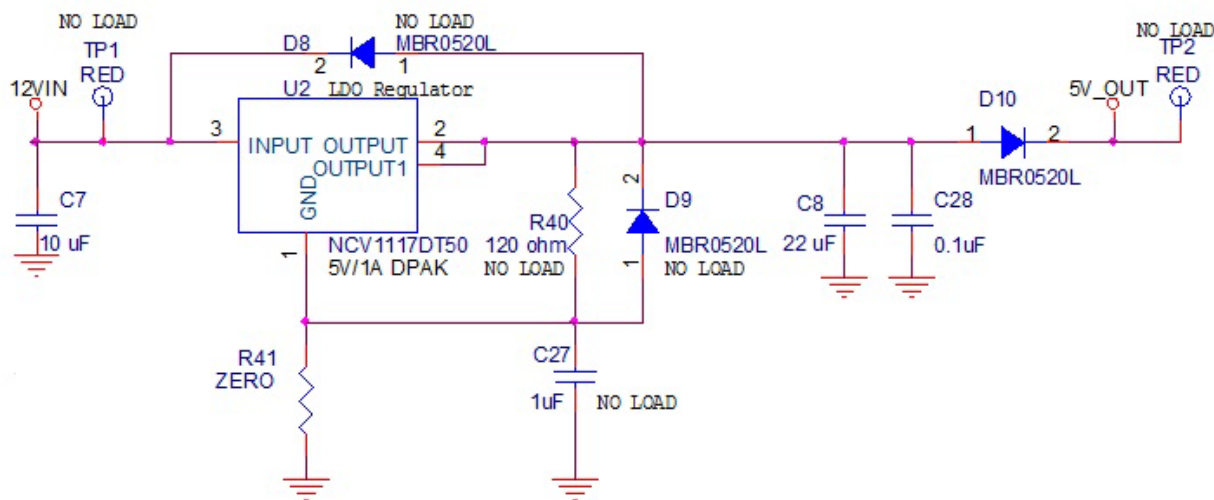 NO LOAD
TP1
RED
12VIN
D8
NO LOAD
MBR0520L
2
1
U2 LDO Regulator
3
INPUT OUTPUT
OUTPUT1
GND
2
4
1
NCV1117DT50
5V/1A DPAK
C7
10 uF
R40
120 ohm
NO LOAD
2
D9
MBR0520L
1
NO LOAD
C8
22 uF
C28
0.1uF
D10
1
2
MBR0520L
5V_OUT
NO LOAD
TP2
RED
R41
ZERO
C27
1uF
NO LOAD